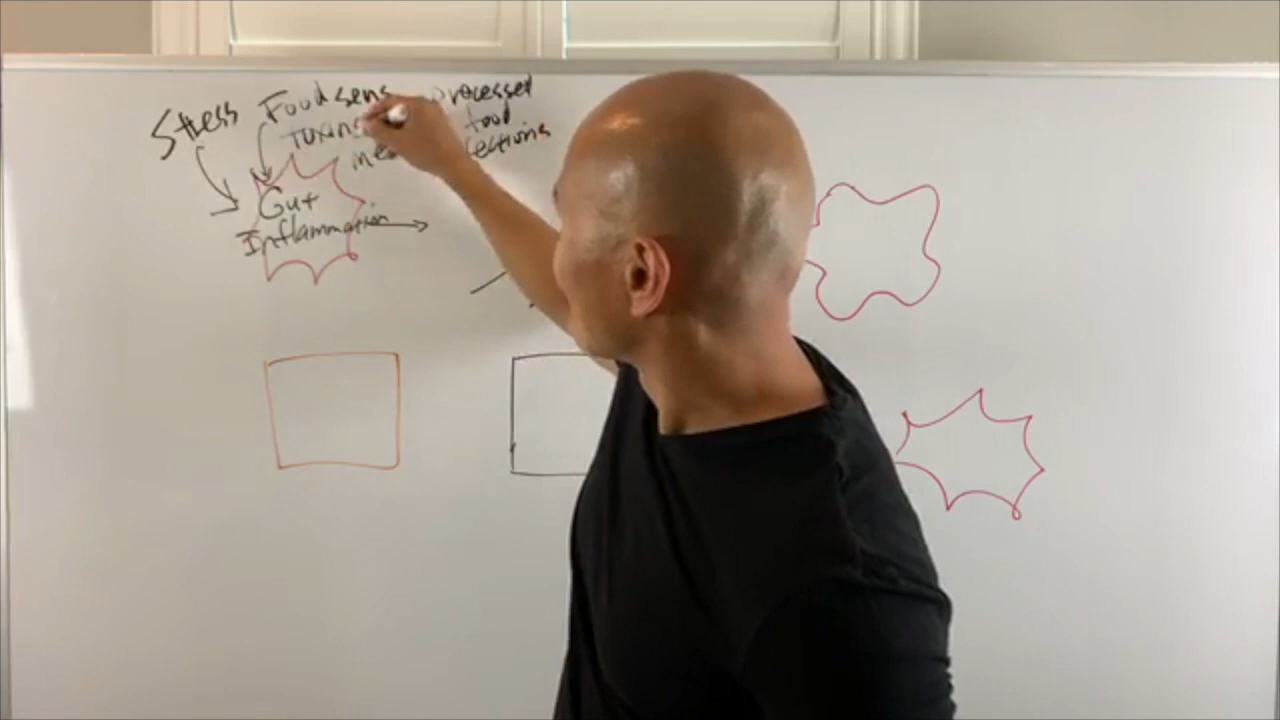 Stress Food sens processed
Toxins food
Gut
Inflammation